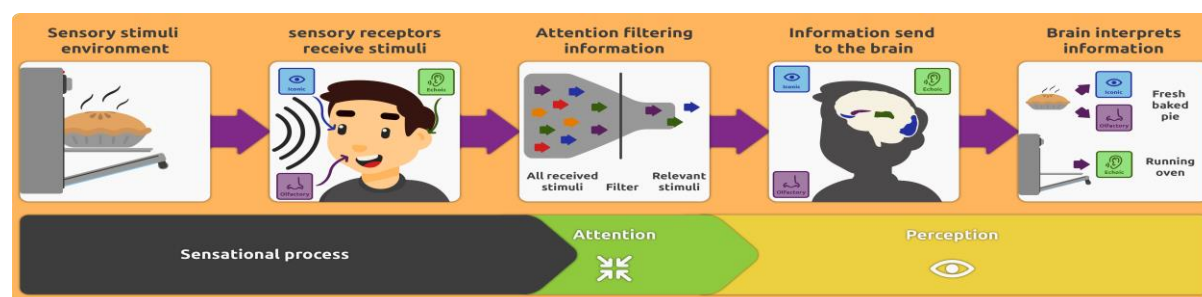 Sensory stimuli
environment
sensory receptors
receive stimuli
Iconic
Echoic
Olfactory
Attention filtering
information
All received
stimuli
Filter
Relevant
stimuli
Information send
to the brain
Iconic
Echoic
Olfactory
Brain interprets
information
Iconic
Olfactory
Fresh
baked
pie
Echoic
Running
oven
Sensational process
Attention
Perception